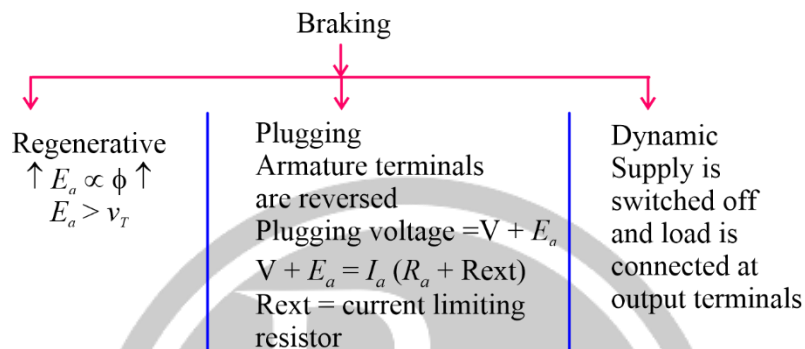 Braking
Regenerative
↑ Eₐ ∝ ϕ ↑
Eₐ > v_T
Plugging
Armature terminals
are reversed
Plugging voltage =V + Eₐ
V + Eₐ = Iₐ (Rₐ + Rext)
Rext = current limiting
resistor
Dynamic
Supply is
switched off
and load is
connected at
output terminals